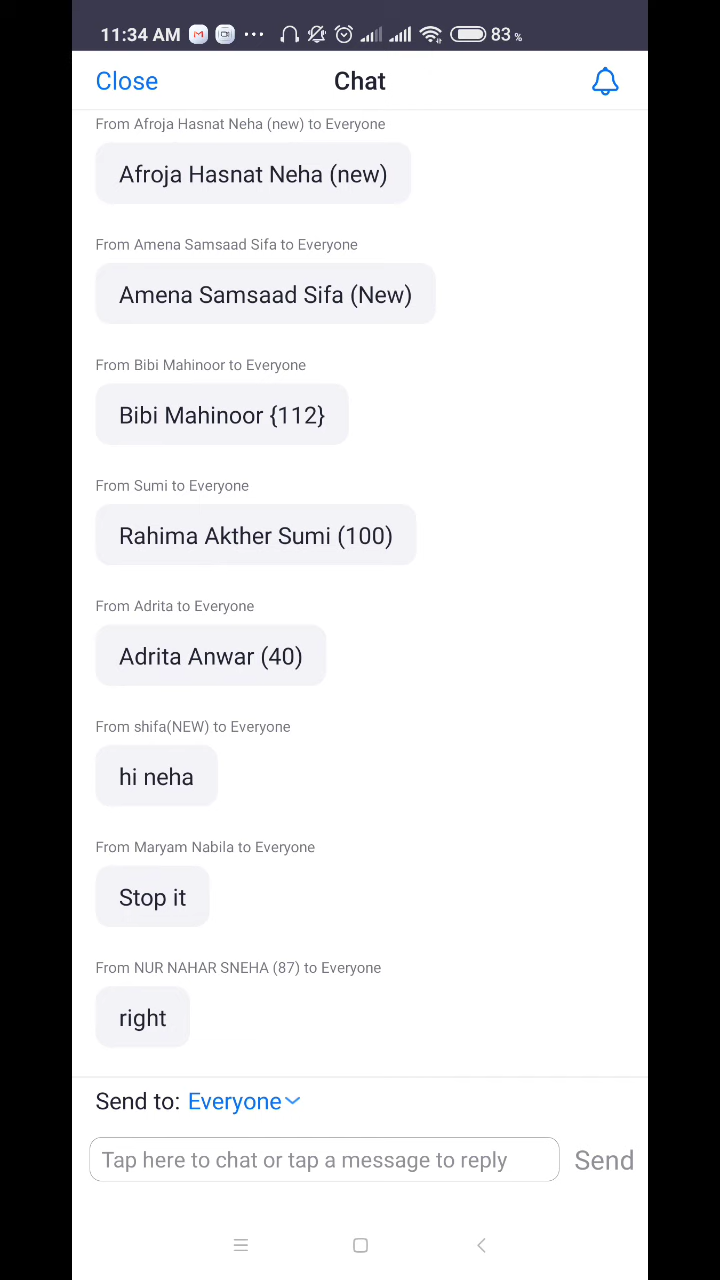 11:34 AM ... 83%
Close Chat
From Afroja Hasnat Neha (new) to Everyone
Afroja Hasnat Neha (new)
From Amena Samsaad Sifa to Everyone
Amena Samsaad Sifa (New)
From Bibi Mahinoor to Everyone
Bibi Mahinoor {112}
From Sumi to Everyone
Rahima Akther Sumi (100)
From Adrita to Everyone
Adrita Anwar (40)
From shifa(NEW) to Everyone
hi neha
From Maryam Nabila to Everyone
Stop it
From NUR NAHAR SNEHA (87) to Everyone
right
Send to: Everyone
Tap here to chat or tap a message to reply Send